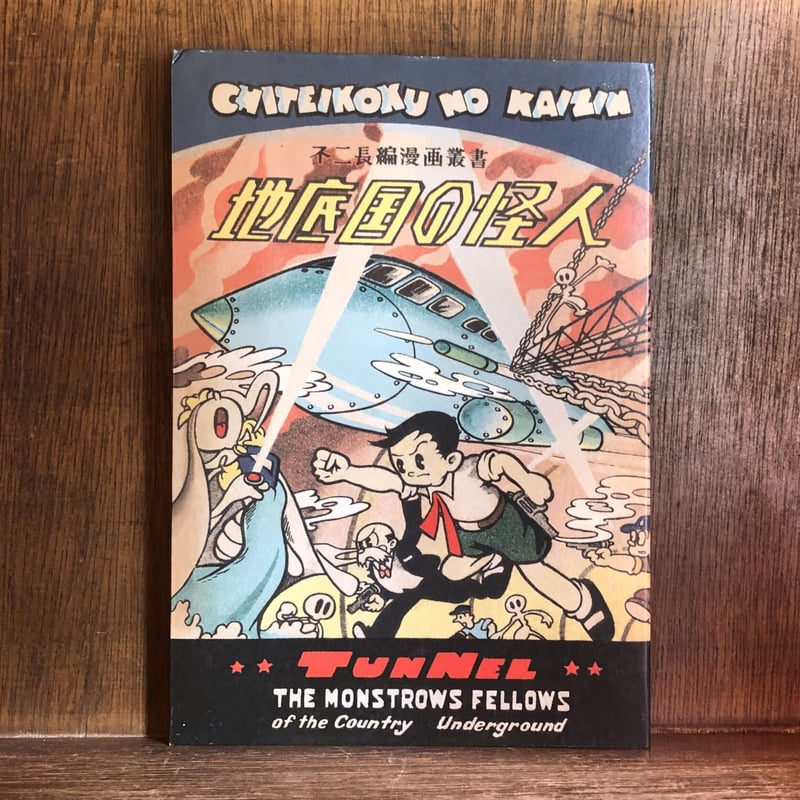 CHITEIKOKU NO KAIZIN
不二長編漫画叢書
地底国の怪人
TUNNEL
THE MONSTROWS FELLOWS
of the Country Underground